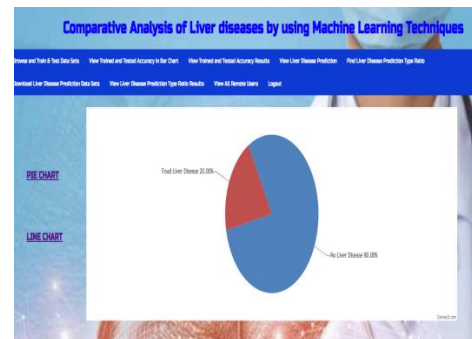 Comparative Analysis of Liver diseases by using Machine Learning Techniques
Browse and Train & Test Data Sets View Trained and Tested Accuracy in Bar Chart View Trained and Tested Accuracy Results View Liver Disease Prediction Find Liver Disease Prediction Type Ratio
Download Liver Disease Prediction Data Sets View Liver Disease Prediction Type Ratio Results View All Remote Users Logout
PIE CHART
Foud Liver Disease 20.00%
LINE CHART
No Liver Disease 80.00%
CanvasJS.com